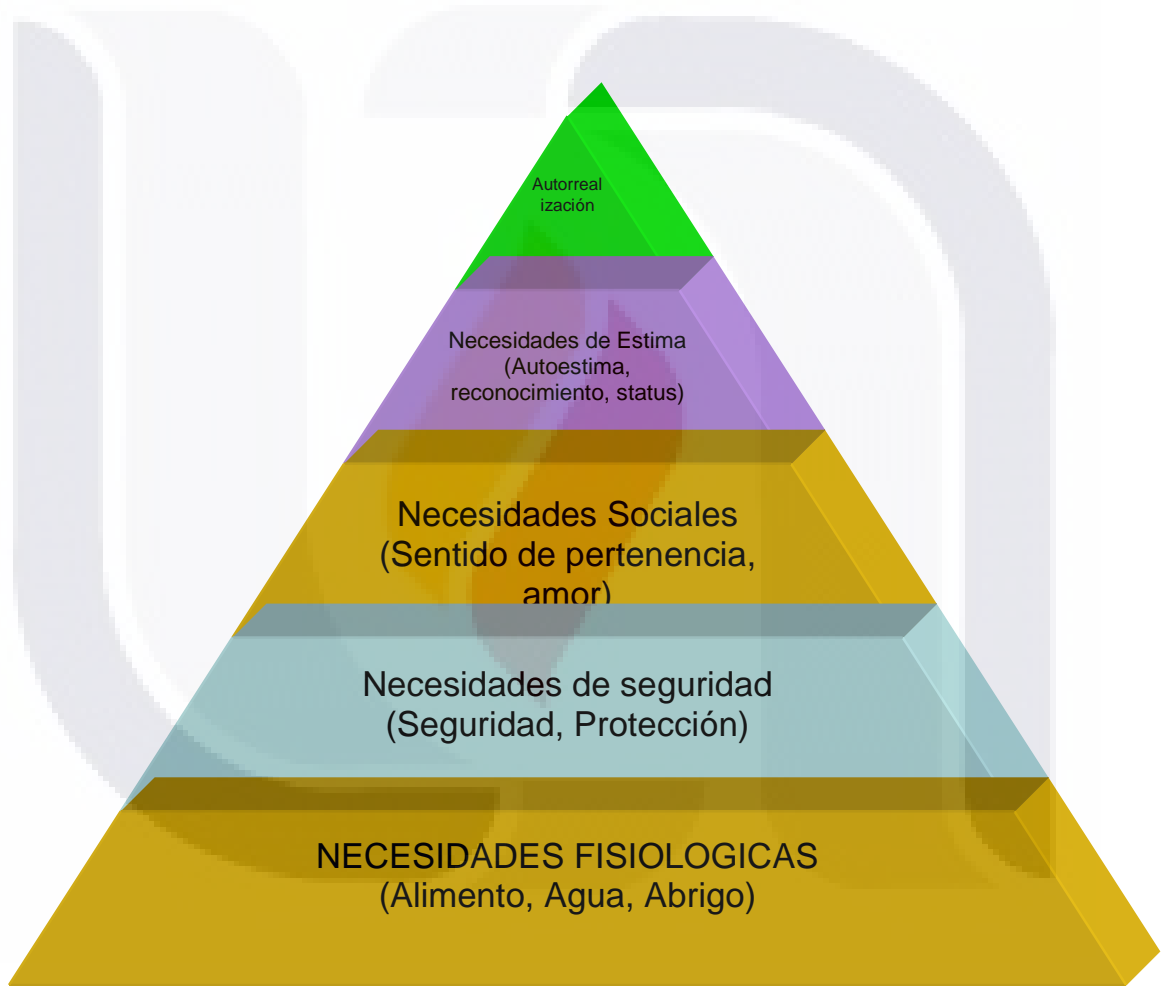 Autorreal
ización
Necesidades de Estima
(Autoestima,
reconocimiento, status)
Necesidades Sociales
(Sentido de pertenencia,
amor)
Necesidades de seguridad
(Seguridad, Protección)
NECESIDADES FISIOLOGICAS
(Alimento, Agua, Abrigo)